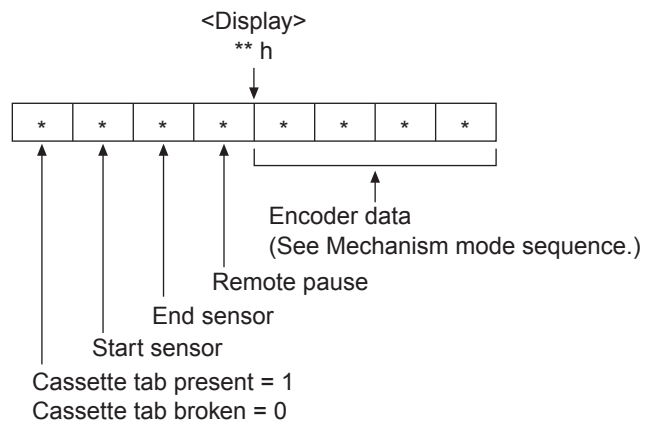 <Display>
** h
* * * * * * * *
Encoder data
(See Mechanism mode sequence.)
Remote pause
End sensor
Start sensor
Cassette tab present = 1
Cassette tab broken = 0